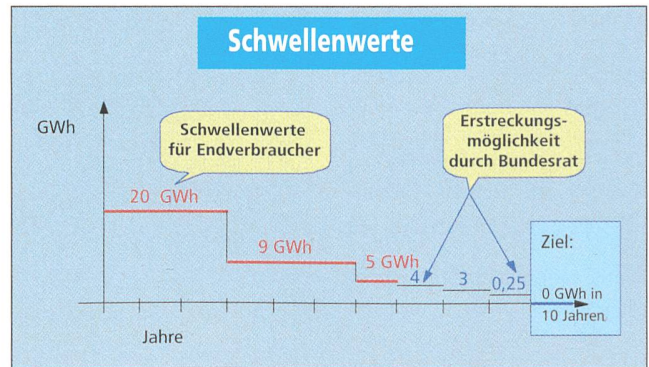 Schwellenwerte
GWh
Schwellenwerte
für Endverbraucher
Erstreckungs-
möglichkeit
durch Bundesrat
20 GWh
9 GWh
5 GWh
4
3
0,25
Ziel:
0 GWh in
10 Jahren
Jahre